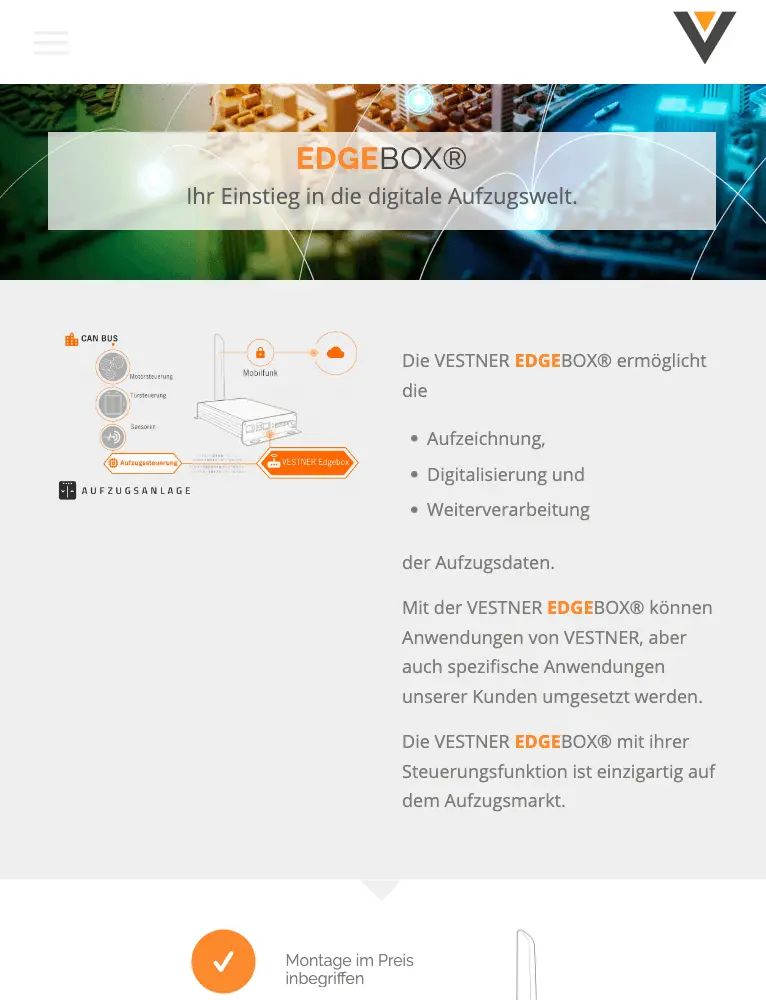 EDGEBOX®
Ihr Einstieg in die digitale Aufzugswelt.
CAN BUS
Motorsteuerung
Türsteuerung
Sensoren
Aufzugssteuerung
AUFZUGSANLAGE
Mobilfunk
VESTNER Edgebox
Die VESTNER EDGEBOX® ermöglicht
die
Aufzeichnung,
Digitalisierung und
Weiterverarbeitung
der Aufzugsdaten.
Mit der VESTNER EDGEBOX® können
Anwendungen von VESTNER, aber
auch spezifische Anwendungen
unserer Kunden umgesetzt werden.
Die VESTNER EDGEBOX® mit ihrer
Steuerungsfunktion ist einzigartig auf
dem Aufzugsmarkt.
Montage im Preis
inbegriffen